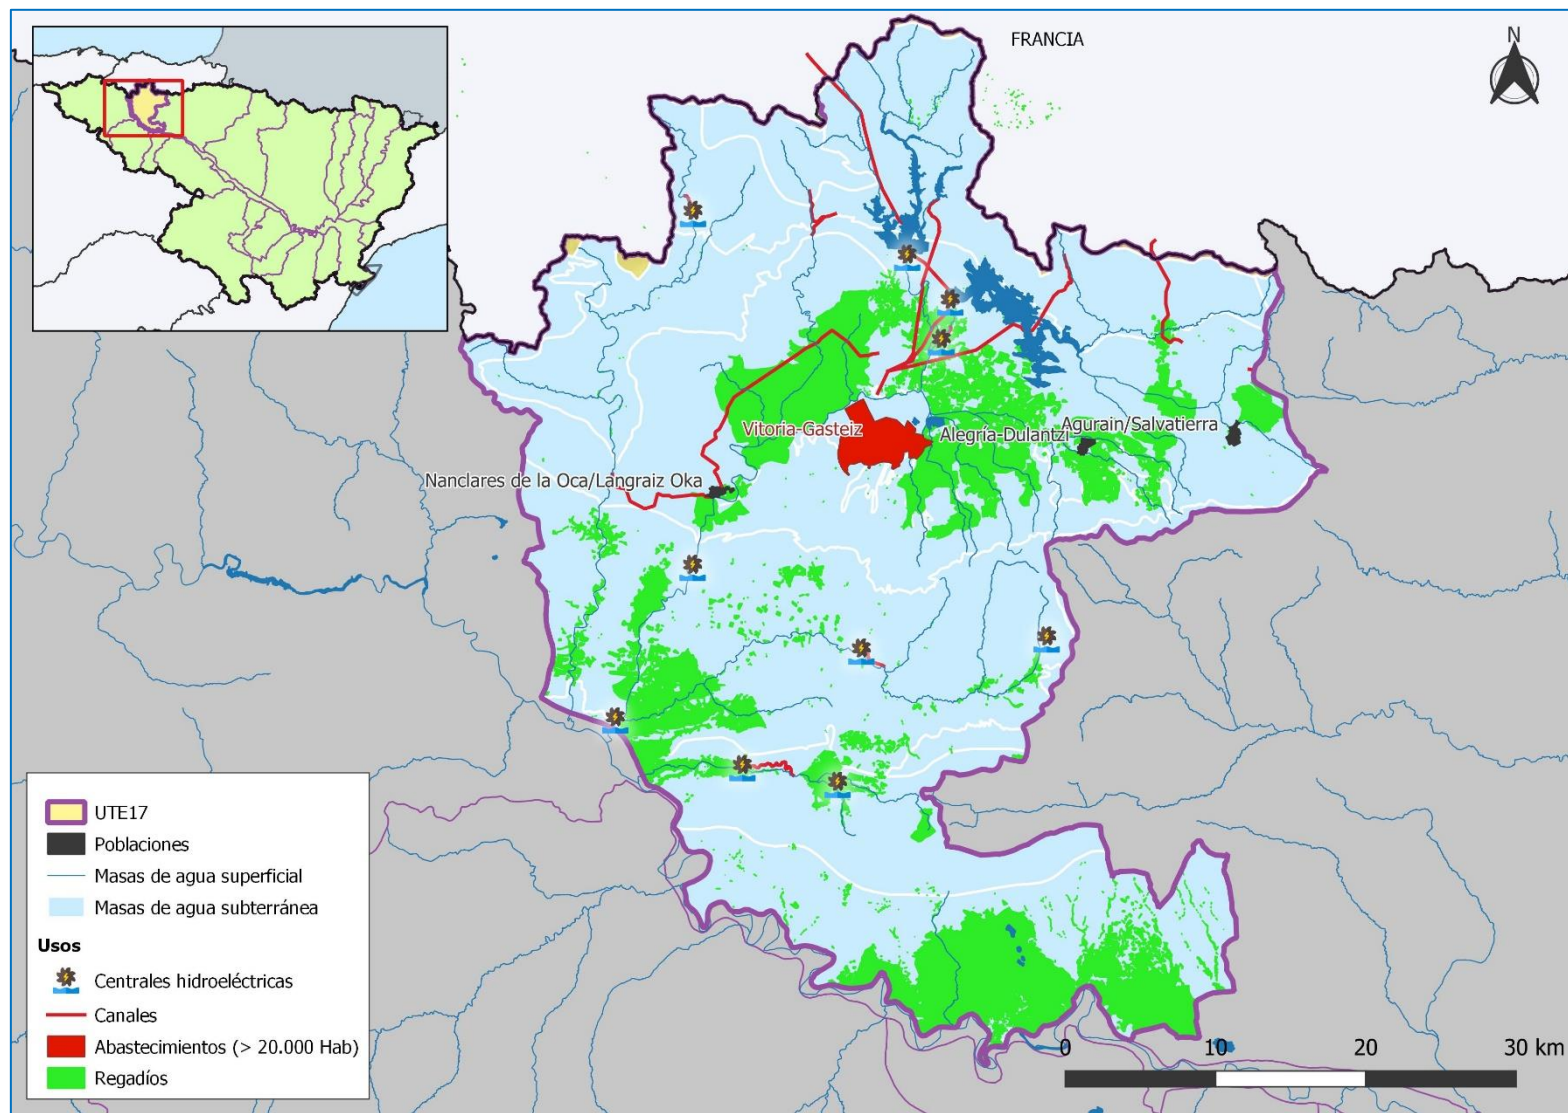 FRANCIA
N
Vitoria-Gasteiz
Alegría-Dulantzi
Agurain/Salvatierra
Nanclares de la Oca/Langraiz Oka
UTE17
Poblaciones
Masas de agua superficial
Masas de agua subterránea
Usos
Centrales hidroeléctricas
Canales
Abastecimientos (> 20.000 Hab)
Regadíos
0 10 20 30 km